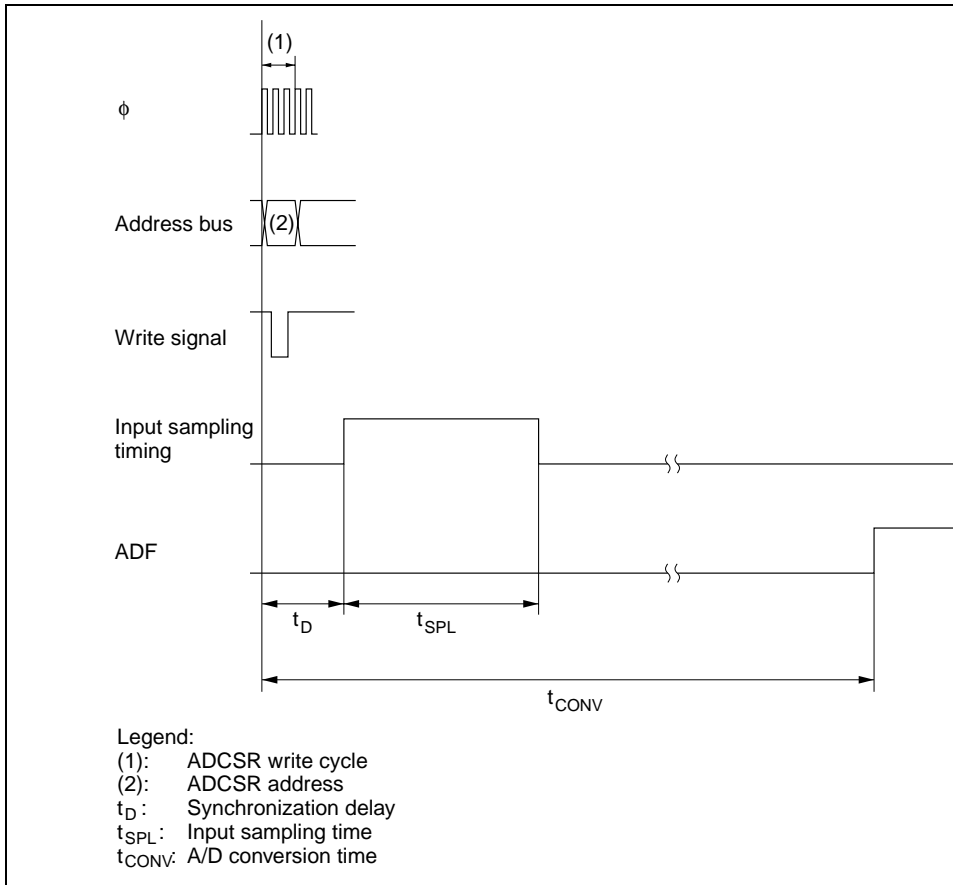 (1)
ϕ
Address bus
(2)
Write signal
Input sampling
timing
ADF
tD
tSPL
tCONV
Legend:
(1): ADCSR write cycle
(2): ADCSR address
tD : Synchronization delay
tSPL: Input sampling time
tCONV: A/D conversion time